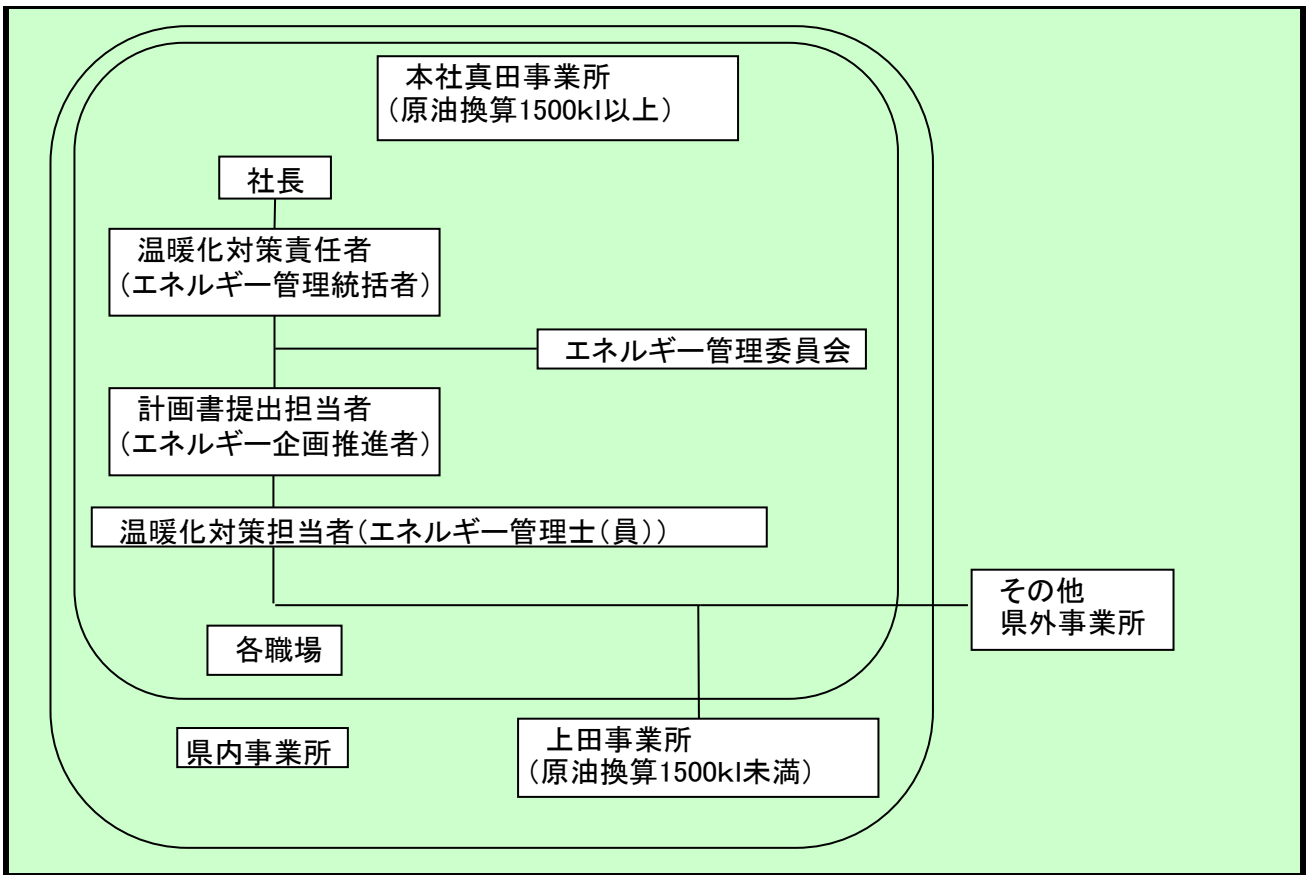 本社真田事業所
(原油換算1500kl以上)
社長
温暖化対策責任者
(エネルギー管理統括者)
エネルギー管理委員会
計画書提出担当者
(エネルギー企画推進者)
温暖化対策担当者(エネルギー管理士(員))
その他
県外事業所
各職場
県内事業所
上田事業所
(原油換算1500kl未満)